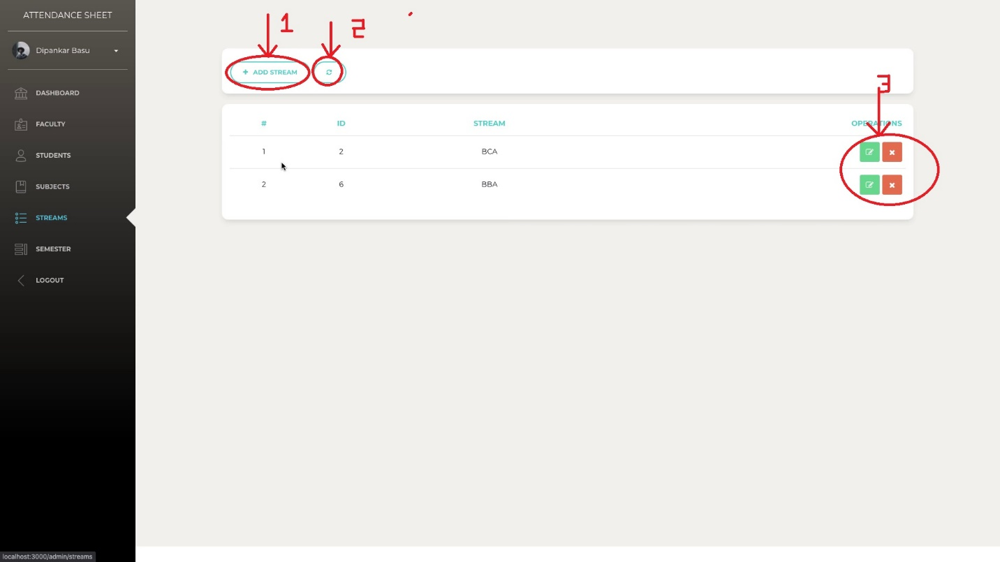 ATTENDANCE SHEET
Dipankar Basu
DASHBOARD
FACULTY
STUDENTS
SUBJECTS
STREAMS
SEMESTER
LOGOUT
1 2
+ ADD STREAM
3
# ID STREAM OPERATIONS
1 2 BCA
2 6 BBA
localhost:3000/admin/streams